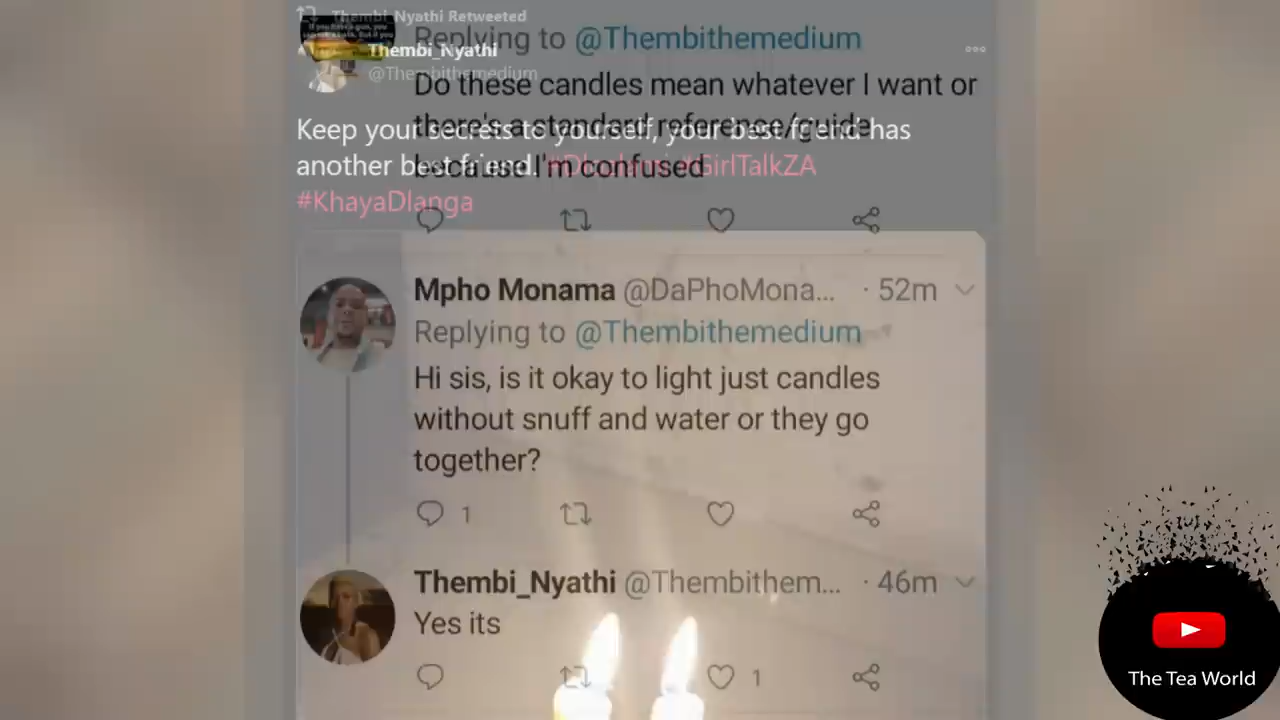 Thembi_Nyathi Retweeted
Replying to @Thembithemedium
Thembi_Nyathi
@Thembithemedium
Do these candles mean whatever I want or
there's a standard reference/guide
because I'm confused
Keep your secrets to yourself, your best friend has
another best friend. #GirlTalkZA
#KhayaDlanga
Mpho Monama @DaPhoMona... · 52m
Replying to @Thembithemedium
Hi sis, is it okay to light just candles
without snuff and water or they go
together?
1
Thembi_Nyathi @Thembithem... · 46m
Yes its
1
The Tea World